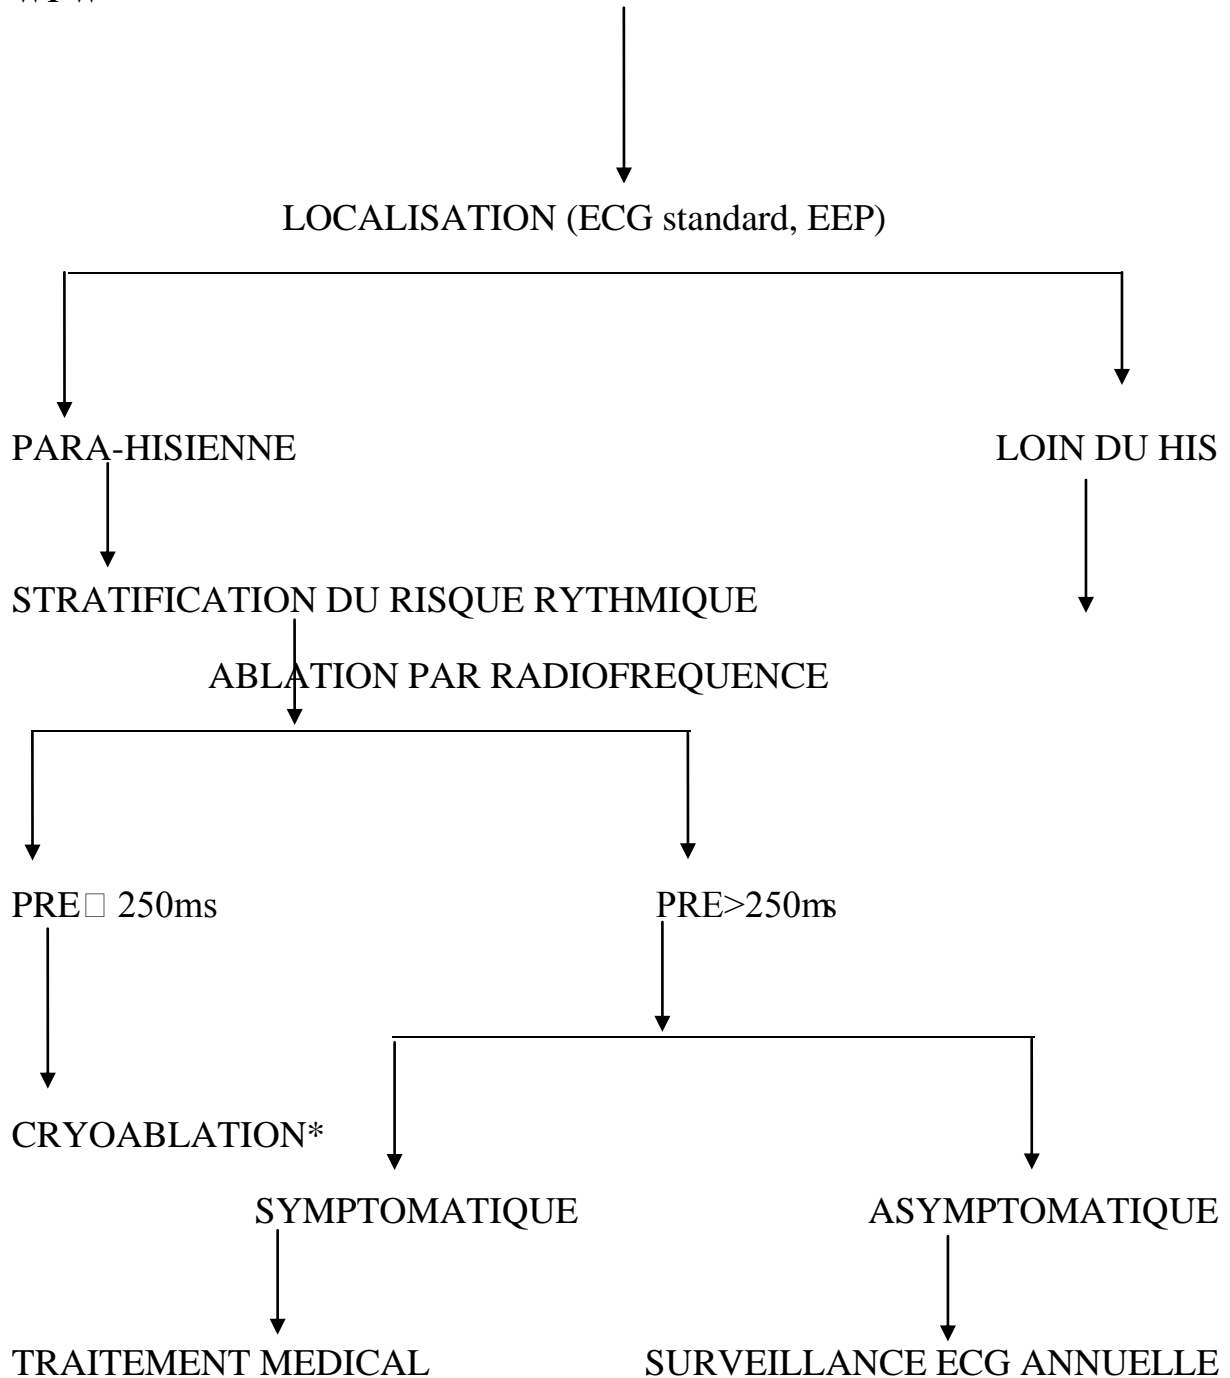 LOCALISATION (ECG standard, EEP)
PARA-HISIENNE LOIN DU HIS
STRATIFICATION DU RISQUE RYTHMIQUE
ABLATION PAR RADIOFREQUENCE
PRE□ 250ms PRE>250ms
CRYOABLATION*
SYMPTOMATIQUE ASYMPTOMATIQUE
TRAITEMENT MEDICAL SURVEILLANCE ECG ANNUELLE